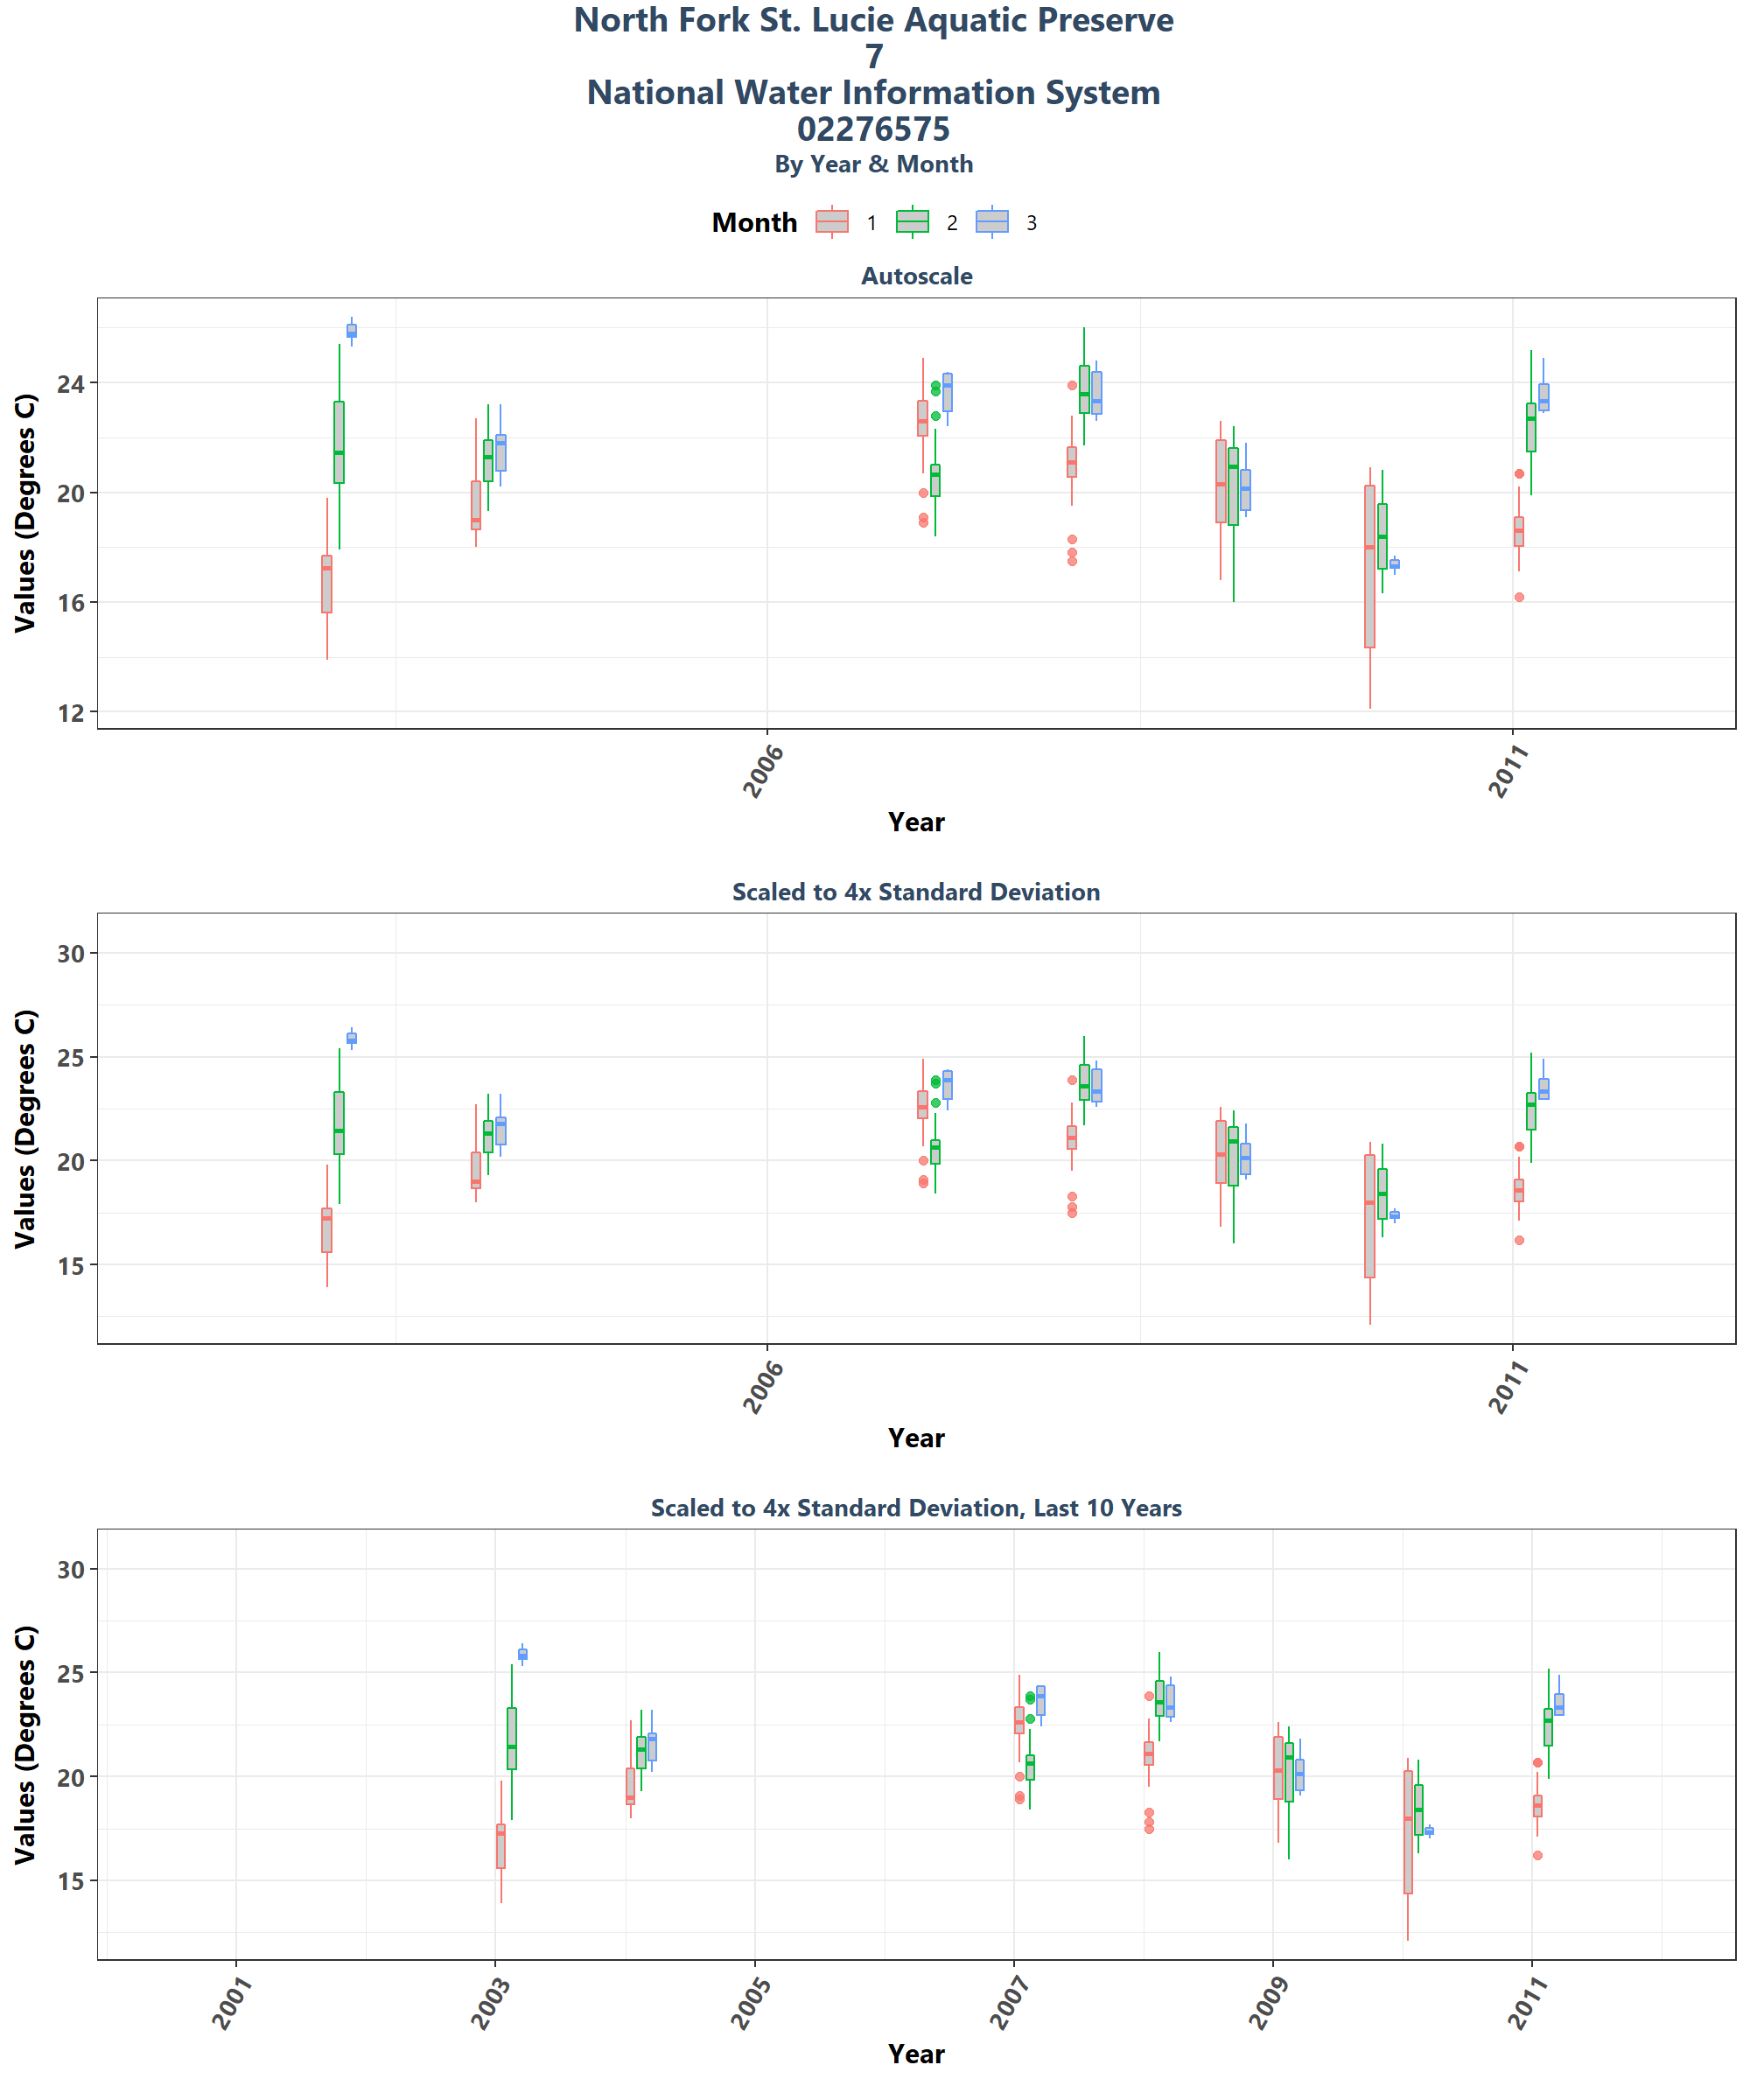 North Fork St. Lucie Aquatic Preserve
7
National Water Information System
02276575
By Year & Month
Month 1 2 3
Autoscale
Values (Degrees C)
24
20
16
12
2006 2011
Year
Scaled to 4x Standard Deviation
Values (Degrees C)
30
25
20
15
2006 2011
Year
Scaled to 4x Standard Deviation, Last 10 Years
Values (Degrees C)
30
25
20
15
2001 2003 2005 2007 2009 2011
Year